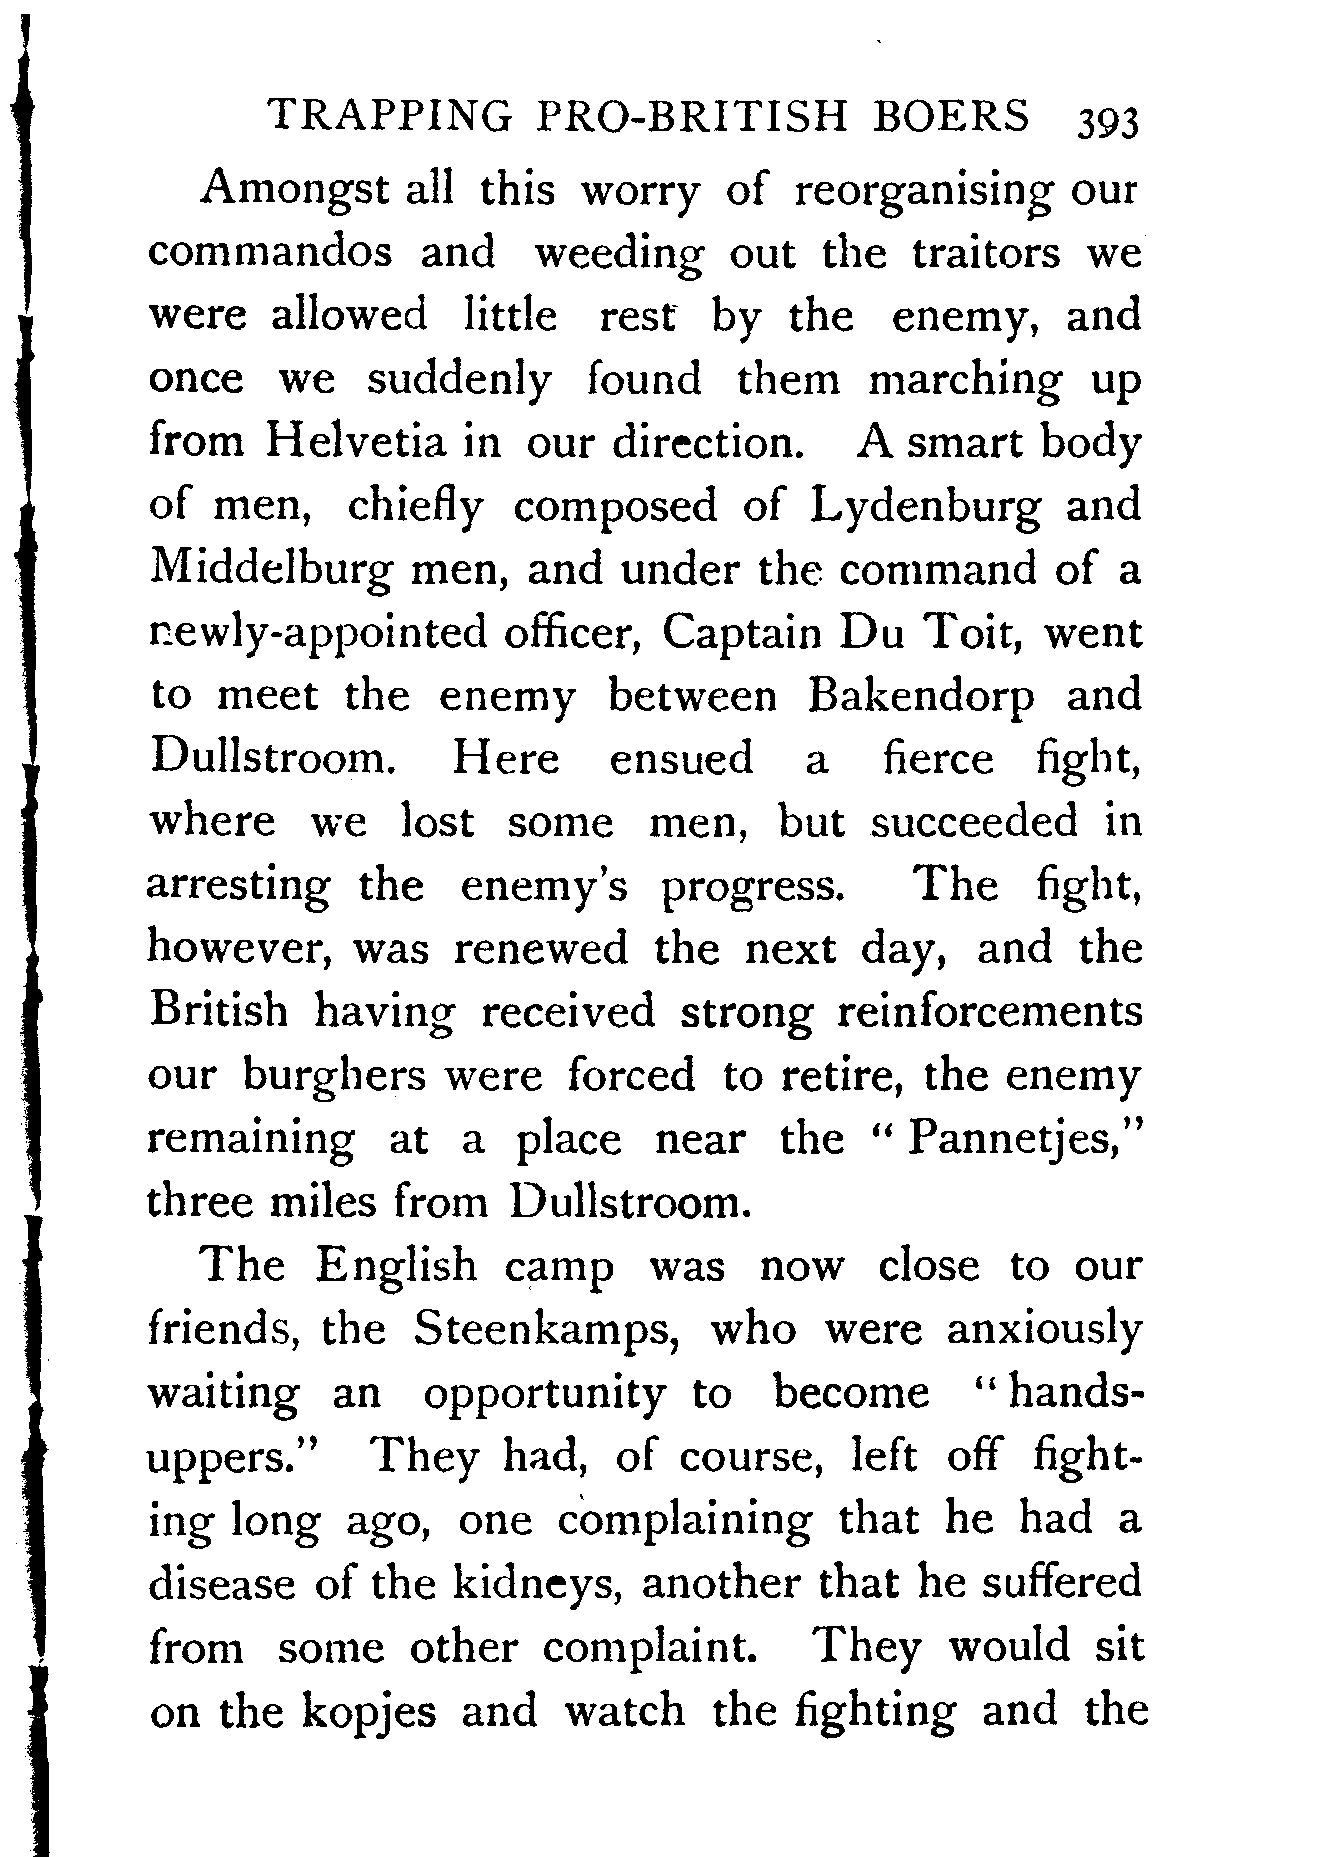 TRAPPING PRO-BRITISH BOERS 393
Amongst all this worry of reorganising our
commandos and weeding out the traitors we
were allowed little rest by the enemy, and
once we suddenly found them marching up
from Helvetia in our direction. A smart body
of men, chiefly composed of Lydenburg and
Middelburg men, and under the command of a
newly-appointed officer, Captain Du Toit, went
to meet the enemy between Bakendorp and
Dullstroom. Here ensued a fierce fight,
where we lost some men, but succeeded in
arresting the enemy's progress. The fight,
however, was renewed the next day, and the
British having received strong reinforcements
our burghers were forced to retire, the enemy
remaining at a place near the "Pannetjes,"
three miles from Dullstroom.
The English camp was now close to our
friends, the Steenkamps, who were anxiously
waiting an opportunity to become "hands-
uppers." They had, of course, left off fight-
ing long ago, one complaining that he had a
disease of the kidneys, another that he suffered
from some other complaint. They would sit
on the kopjes and watch the fighting and the